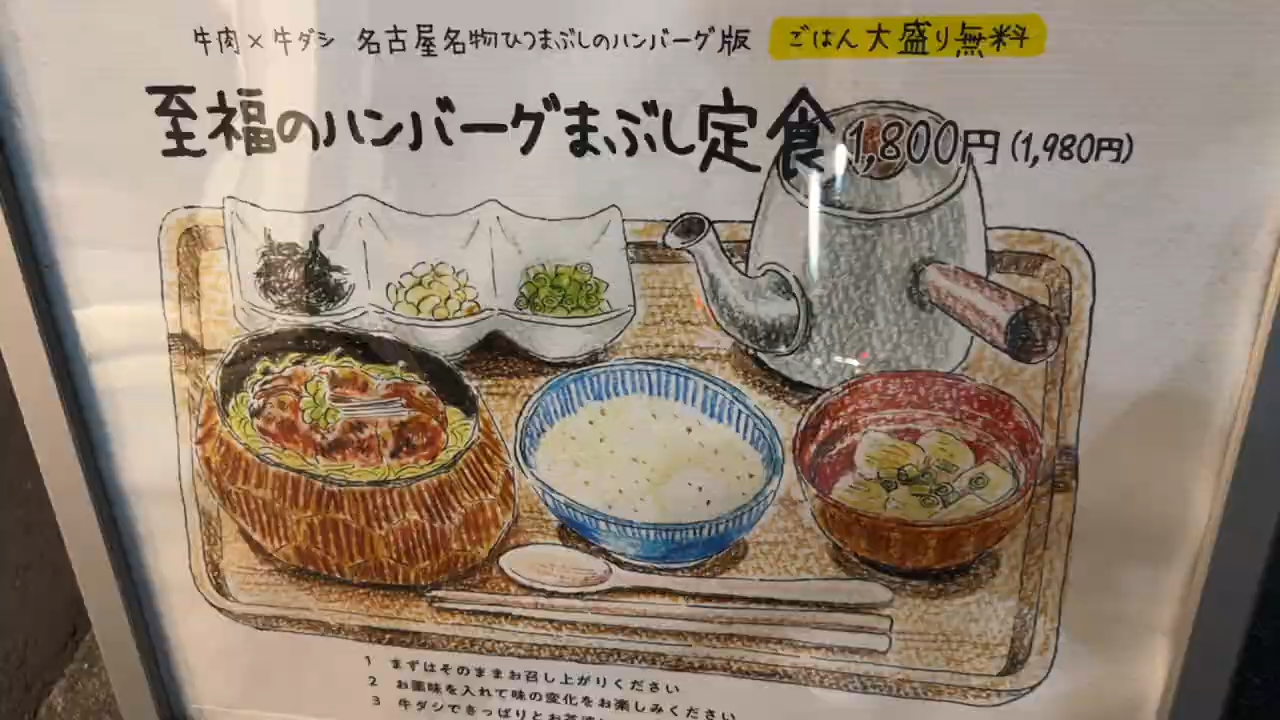 牛肉×牛ダシ 名古屋名物ひつまぶしのハンバーグ版 ごはん大盛り無料
至福のハンバーグまぶし定食 1,800円 (1,980円)
1 まずはそのままお召し上がりください
2 お薬味を入れて味の変化をお楽しみください
3 牛ダシでさっぱりとお茶漬